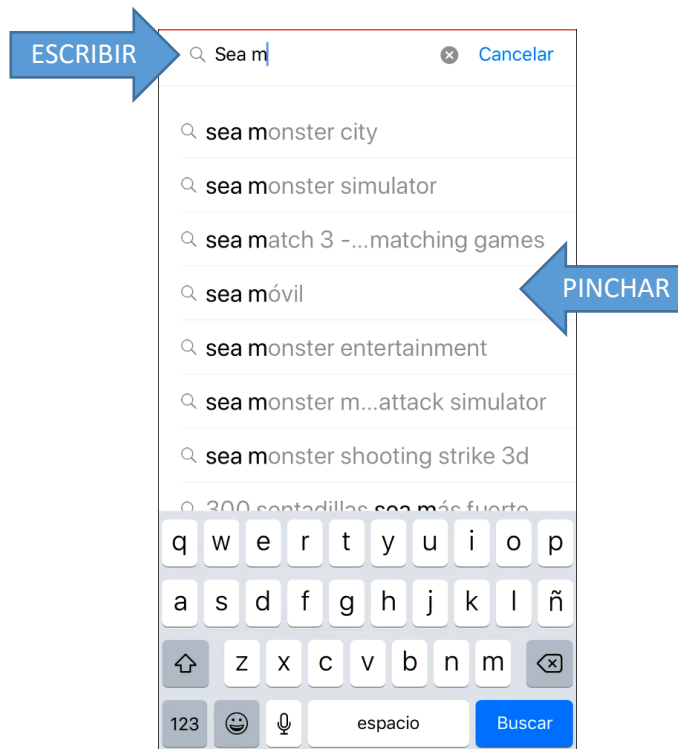 ESCRIBIR
Sea m Cancelar
sea monster city
sea monster simulator
sea match 3 -...matching games
sea móvil
PINCHAR
sea monster entertainment
sea monster m...attack simulator
sea monster shooting strike 3d
300 sentadillas sea más fuerte
q w e r t y u i o p
a s d f g h j k l ñ
z x c v b n m
123 espacio Buscar